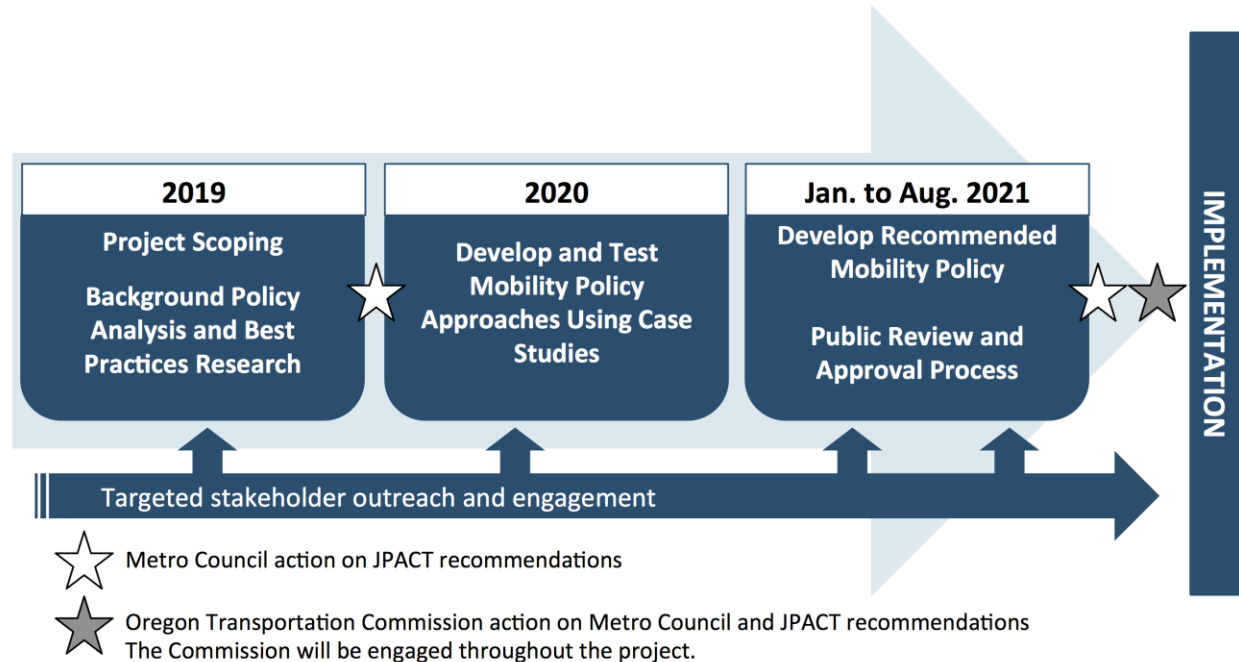 2019
Project Scoping
Background Policy
Analysis and Best
Practices Research
2020
Develop and Test
Mobility Policy
Approaches Using Case
Studies
Jan. to Aug. 2021
Develop Recommended
Mobility Policy
Public Review and
Approval Process
IMPLEMENTATION
Targeted stakeholder outreach and engagement
Metro Council action on JPACT recommendations
Oregon Transportation Commission action on Metro Council and JPACT recommendations
The Commission will be engaged throughout the project.